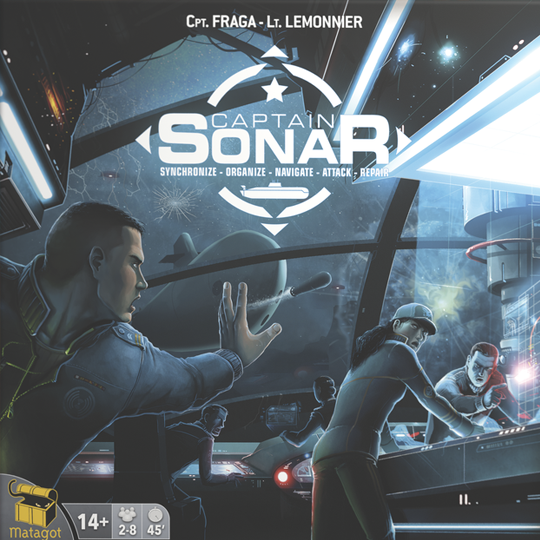 Cpt. FRAGA - Lt. LEMONNIER
CAPTAIN
SONAR
SYNCHRONIZE - ORGANIZE - NAVIGATE - ATTACK - REPAIR
Matagot
14+
2-8
45'